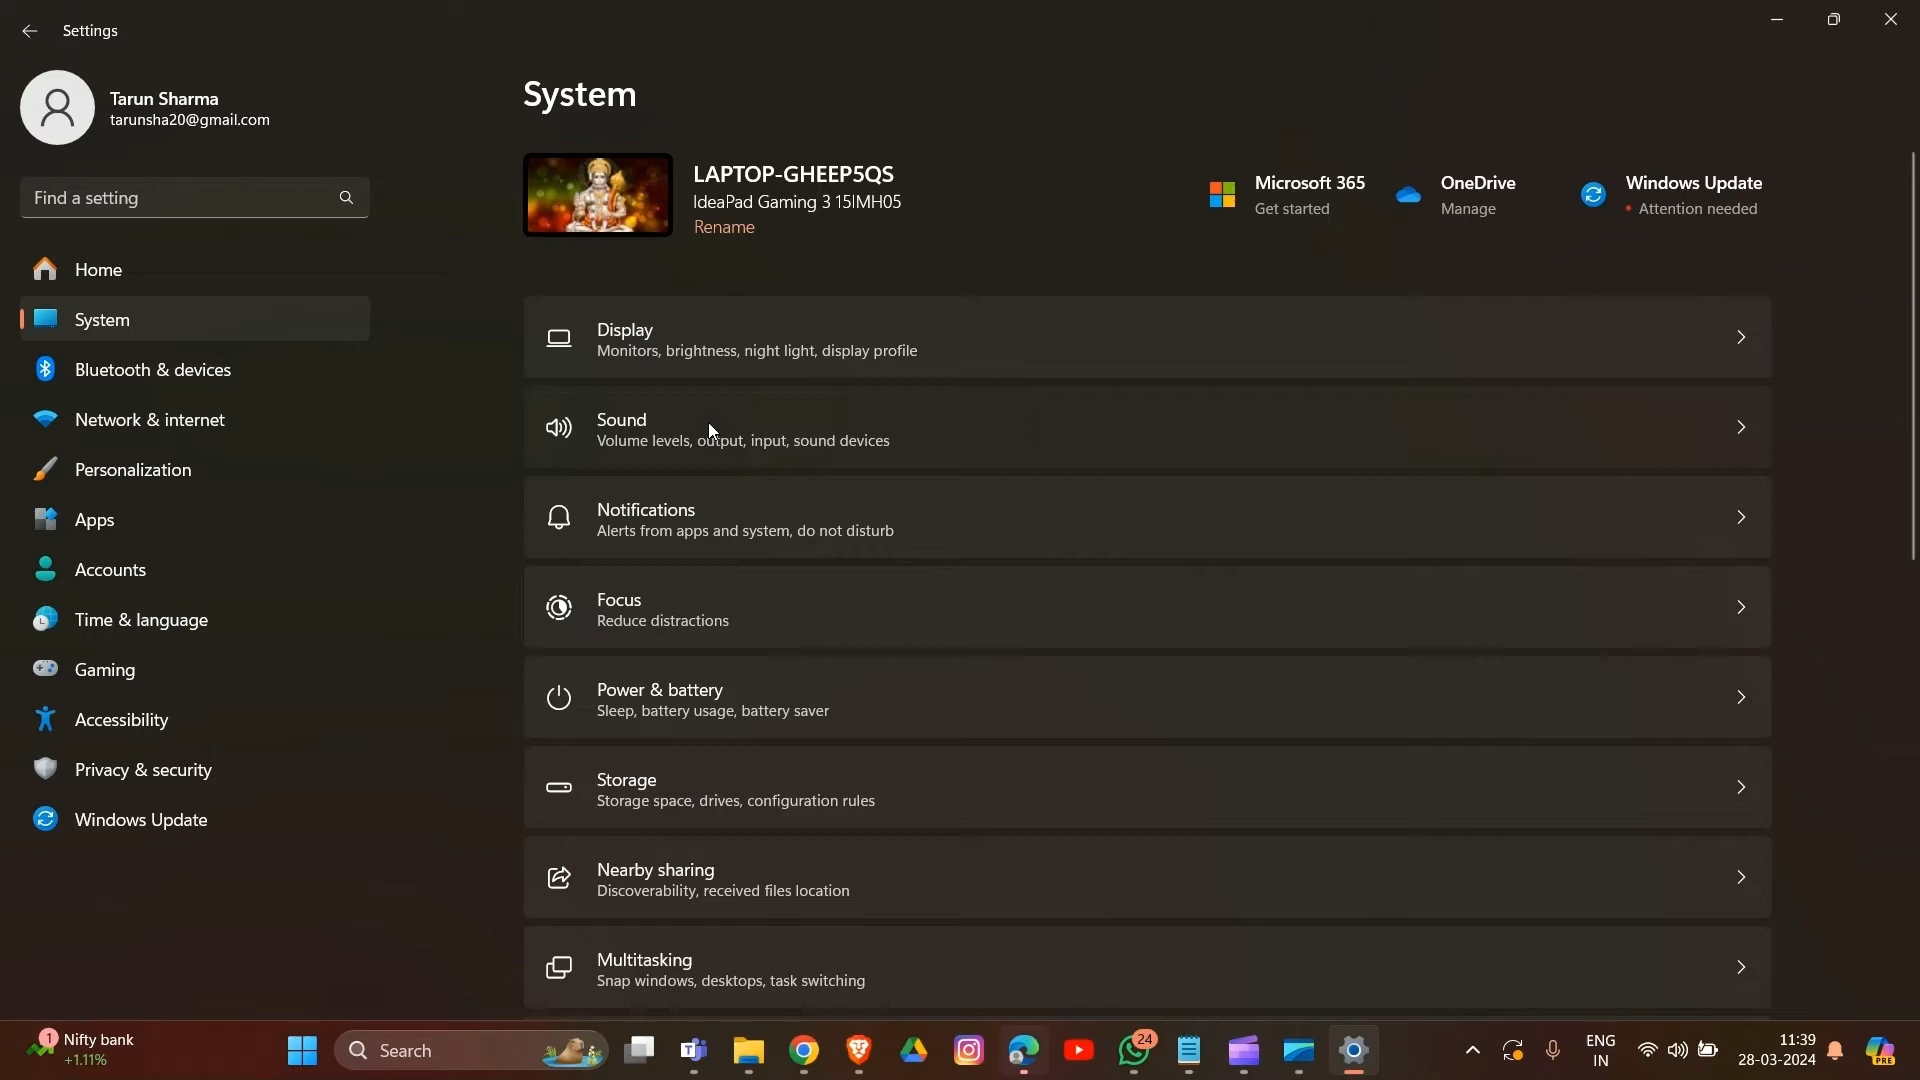 Settings
Tarun Sharma
tarunsha20@gmail.com
Find a setting
Home
System
Bluetooth & devices
Network & internet
Personalization
Apps
Accounts
Time & language
Gaming
Accessibility
Privacy & security
Windows Update
System
LAPTOP-GHEEP5QS
IdeaPad Gaming 3 15IMH05
Rename
Microsoft 365
Get started
OneDrive
Manage
Windows Update
Attention needed
Display
Monitors, brightness, night light, display profile
Sound
Volume levels, output, input, sound devices
Notifications
Alerts from apps and system, do not disturb
Focus
Reduce distractions
Power & battery
Sleep, battery usage, battery saver
Storage
Storage space, drives, configuration rules
Nearby sharing
Discoverability, received files location
Multitasking
Snap windows, desktops, task switching
1
Nifty bank
+1.11%
Search
24
ENG
IN
11:39
28-03-2024
PRE